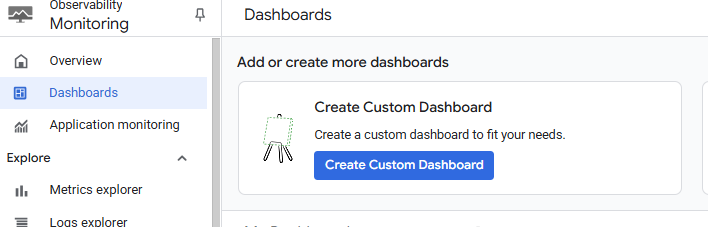 Observability
Monitoring
Overview
Dashboards
Application monitoring
Explore
Metrics explorer
Logs explorer
Dashboards
Add or create more dashboards
Create Custom Dashboard
Create a custom dashboard to fit your needs.
Create Custom Dashboard